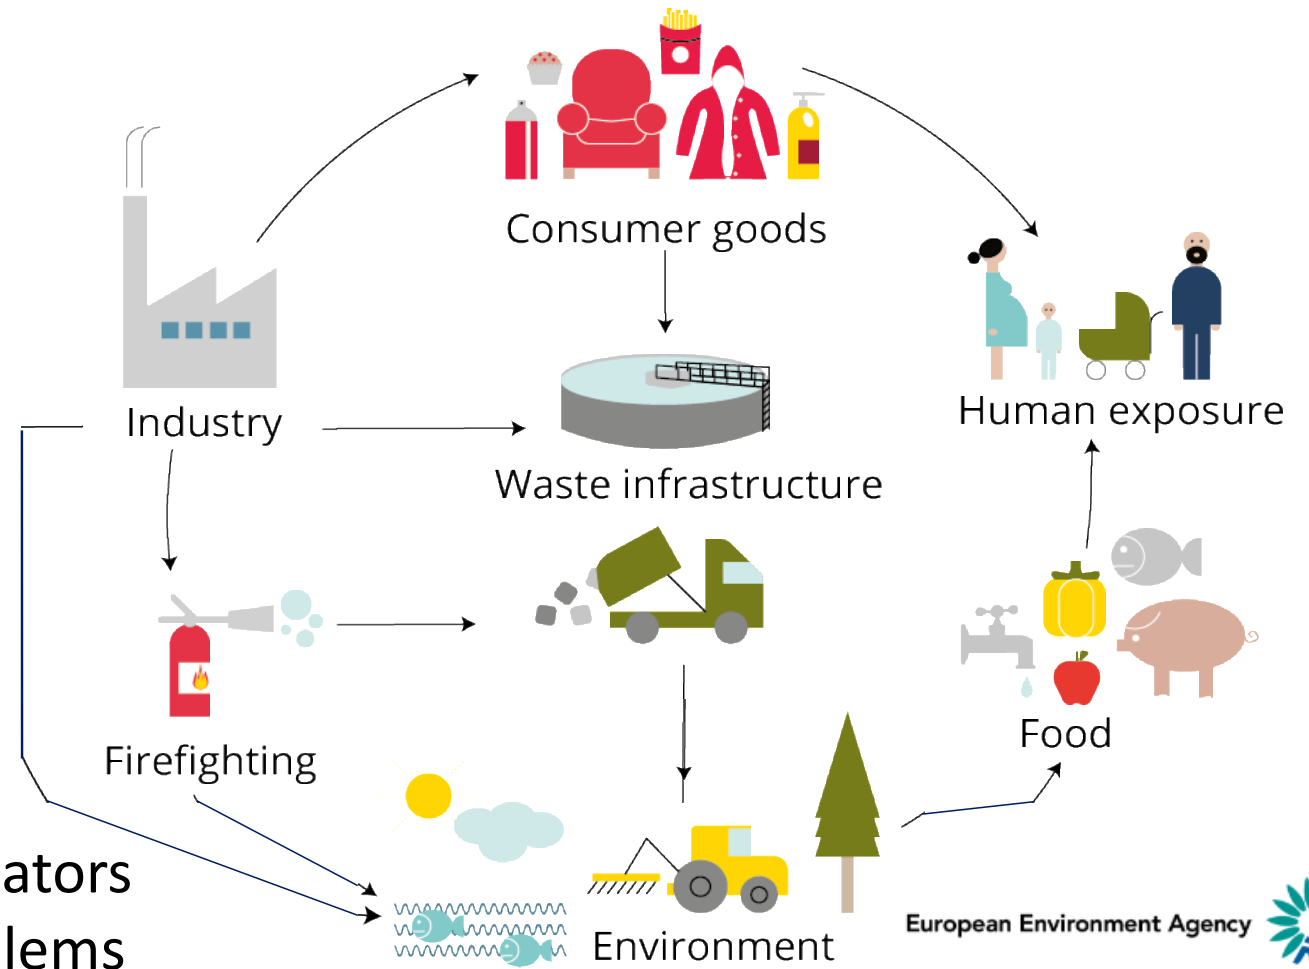 Consumer goods
Human exposure
Industry
Waste infrastructure
Food
Firefighting
ators
lems
Environment
European Environment Agency